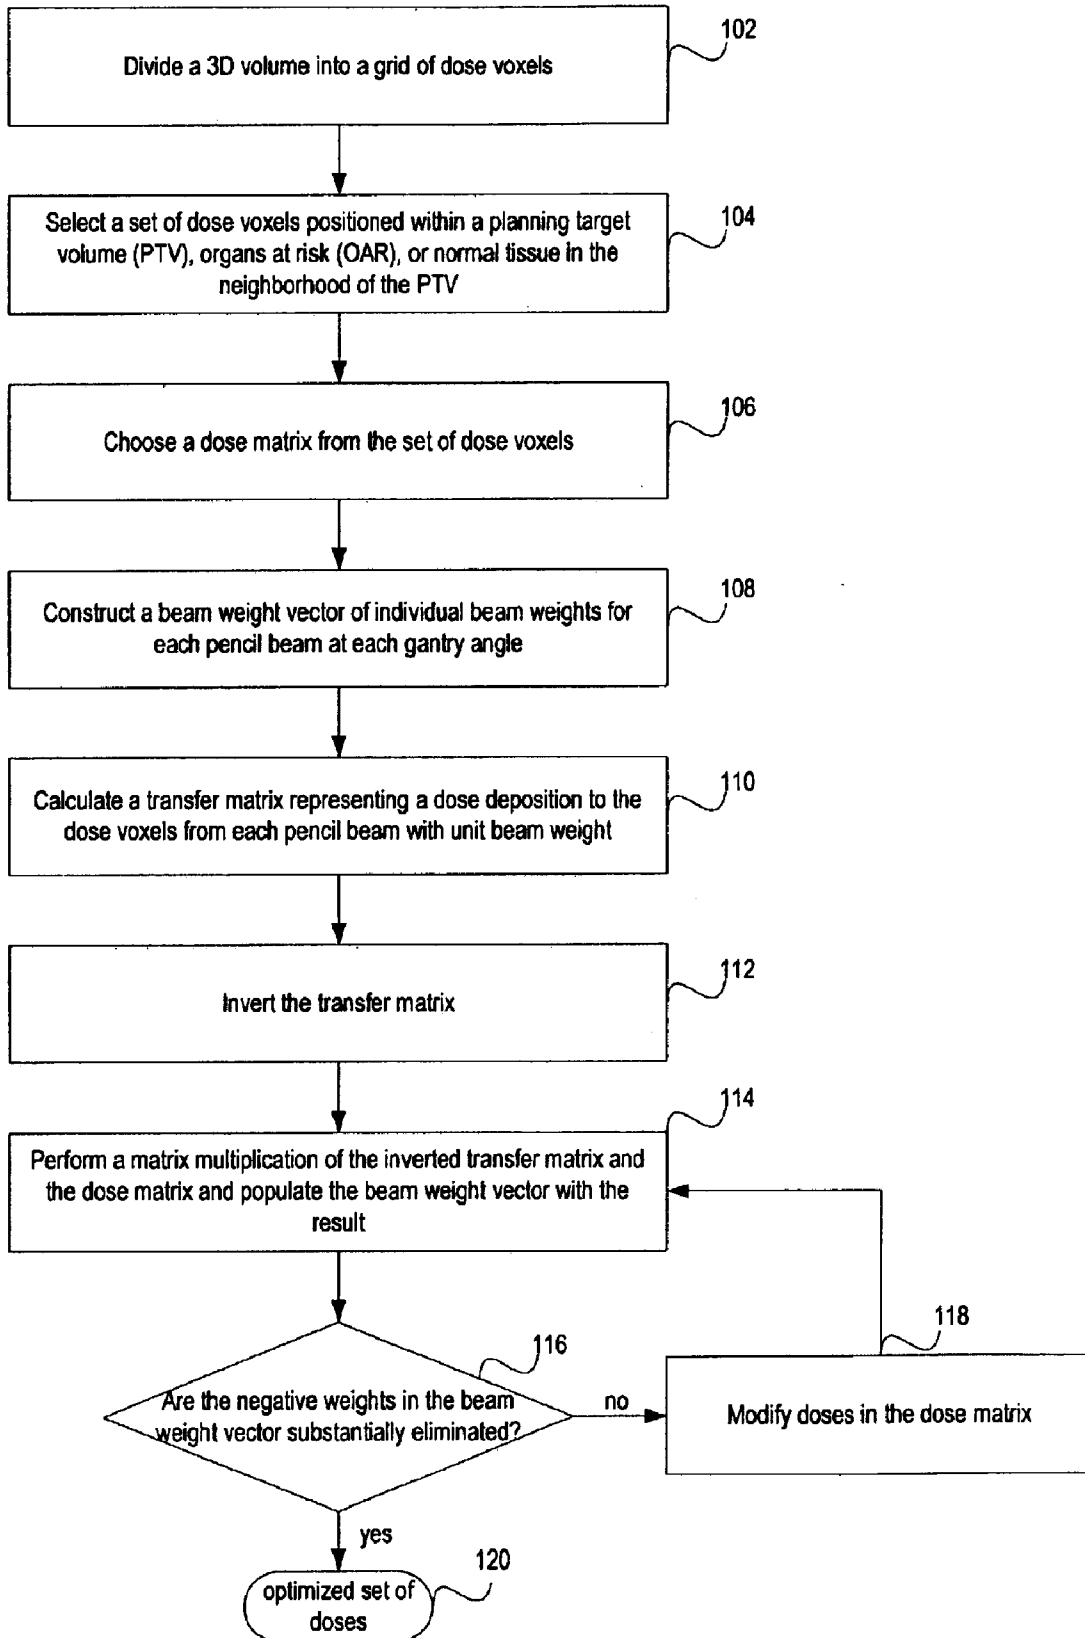 102
Divide a 3D volume into a grid of dose voxels
104
Select a set of dose voxels positioned within a planning target
volume (PTV), organs at risk (OAR), or normal tissue in the
neighborhood of the PTV
106
Choose a dose matrix from the set of dose voxels
108
Construct a beam weight vector of individual beam weights for
each pencil beam at each gantry angle
110
Calculate a transfer matrix representing a dose deposition to the
dose voxels from each pencil beam with unit beam weight
112
Invert the transfer matrix
114
Perform a matrix multiplication of the inverted transfer matrix and
the dose matrix and populate the beam weight vector with the
result
116
Are the negative weights in the beam
weight vector substantially eliminated?
no
118
Modify doses in the dose matrix
yes
120
optimized set of
doses